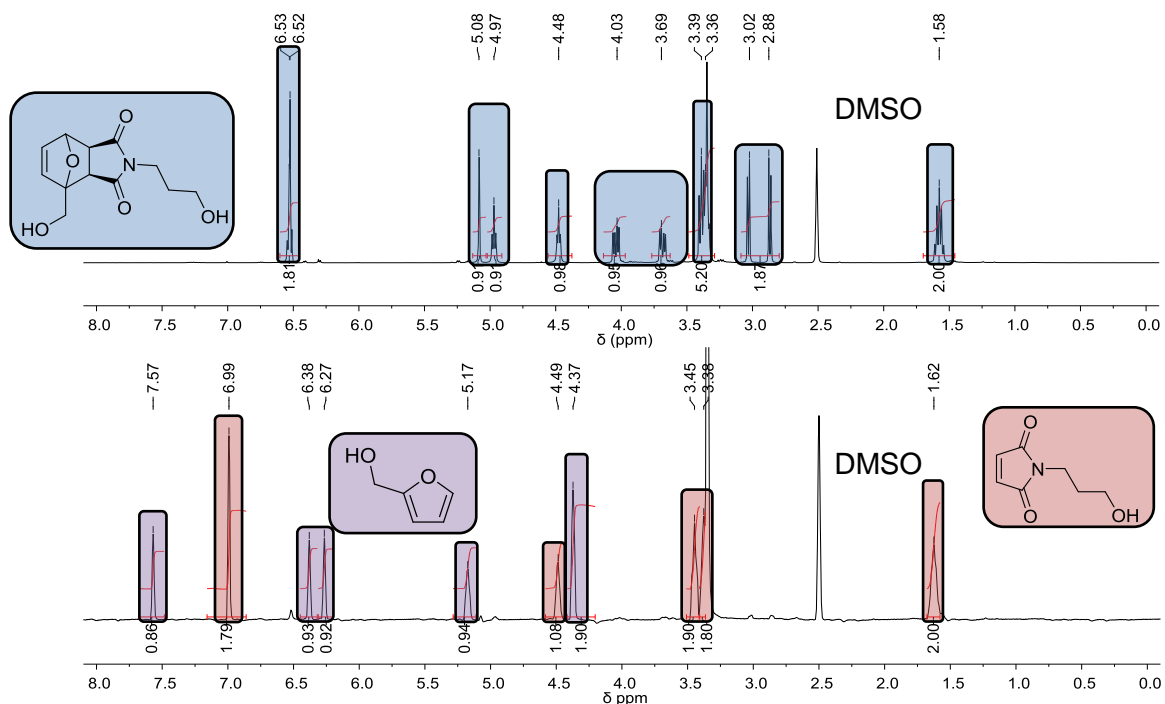 6.53
6.52
5.08
4.97
4.48
4.03
3.69
3.39
3.36
3.02
2.88
1.58
DMSO
O
O
N
O
HO
OH
1.81
0.91
0.91
0.98
0.95
0.96
5.20
1.87
2.00
8.0 7.5 7.0 6.5 6.0 5.5 5.0 4.5 4.0 3.5 3.0 2.5 2.0 1.5 1.0 0.5 0.0
δ (ppm)
7.57
6.99
6.38
6.27
5.17
4.49
4.37
3.45
3.38
1.62
HO
O
DMSO
O
N
O
OH
0.86
1.79
0.93
0.92
0.94
1.08
1.90
1.90
1.80
2.00
8.0 7.5 7.0 6.5 6.0 5.5 5.0 4.5 4.0 3.5 3.0 2.5 2.0 1.5 1.0 0.5 0.0
δ ppm